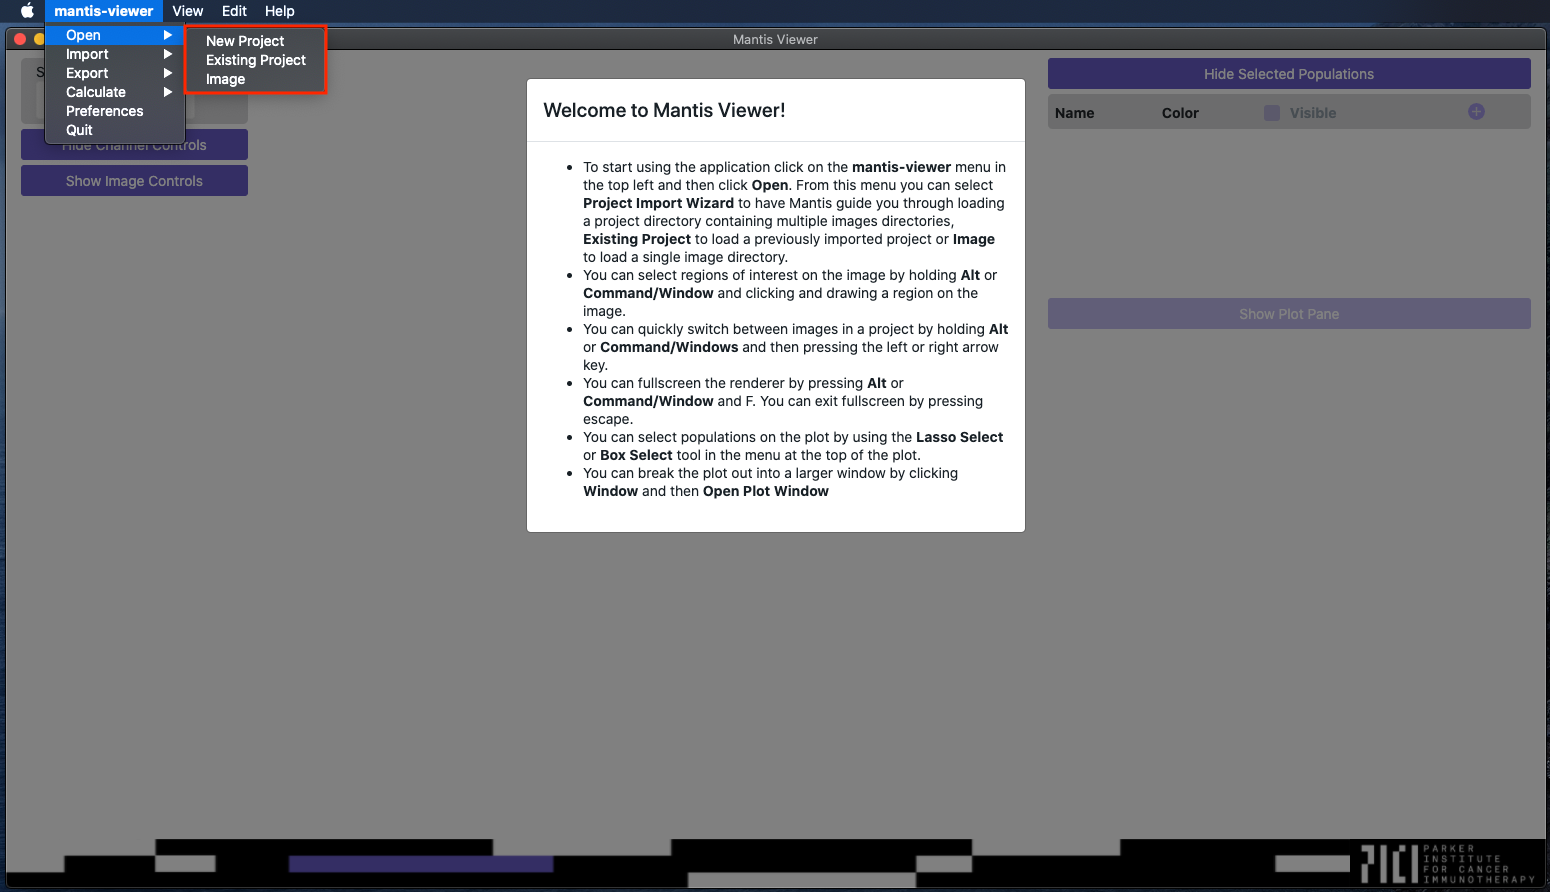 mantis-viewer View Edit Help
Mantis Viewer
Open
Import
Export
Calculate
Preferences
Quit
New Project
Existing Project
Image
S
Hide Channel Controls
Show Image Controls
Welcome to Mantis Viewer!
To start using the application click on the mantis-viewer menu in
the top left and then click Open. From this menu you can select
Project Import Wizard to have Mantis guide you through loading
a project directory containing multiple images directories,
Existing Project to load a previously imported project or Image
to load a single image directory.
You can select regions of interest on the image by holding Alt or
Command/Window and clicking and drawing a region on the
image.
You can quickly switch between images in a project by holding Alt
or Command/Windows and then pressing the left or right arrow
key.
You can fullscreen the renderer by pressing Alt or
Command/Window and F. You can exit fullscreen by pressing
escape.
You can select populations on the plot by using the Lasso Select
or Box Select tool in the menu at the top of the plot.
You can break the plot out into a larger window by clicking
Window and then Open Plot Window
Hide Selected Populations
Name Color Visible
Show Plot Pane
PICI
PARKER
INSTITUTE
FOR CANCER
IMMUNOTHERAPY